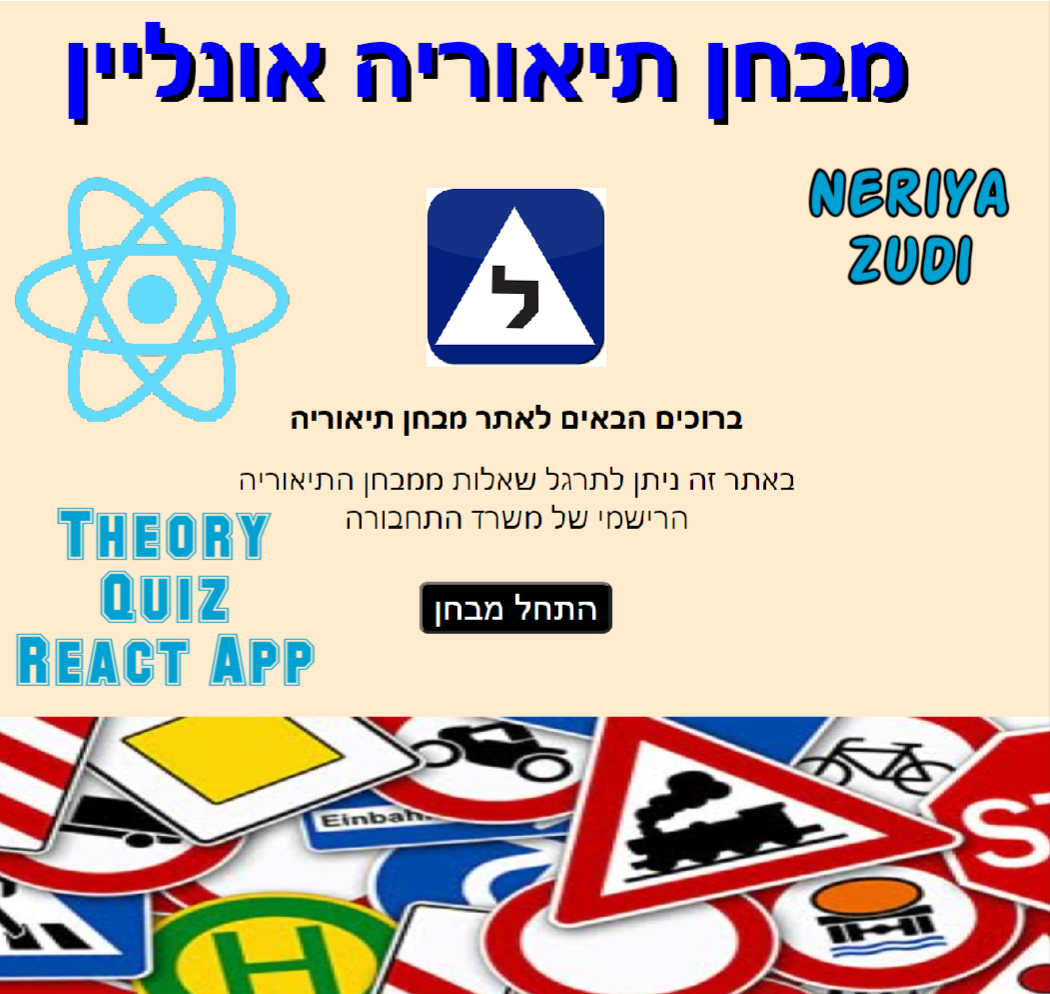 מבחן תיאוריה אונליין
NERIYA
ZUDI
ל
ברוכים הבאים לאתר מבחן תיאוריה
באתר זה ניתן לתרגל שאלות ממבחן התיאוריה
הרישמי של משרד התחבורה
THEORY
QUIZ
REACT APP
התחל מבחן
Einbah
ST
H